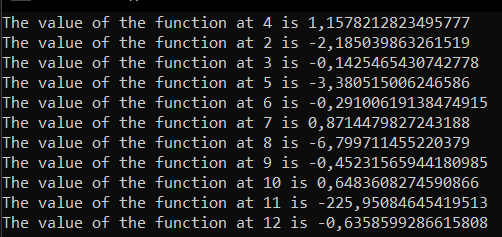 The value of the function at 4 is 1,1578212823495777
The value of the function at 2 is -2,185039863261519
The value of the function at 3 is -0,1425465430742778
The value of the function at 5 is -3,380515006246586
The value of the function at 6 is -0,29100619138474915
The value of the function at 7 is 0,8714479827243188
The value of the function at 8 is -6,799711455220379
The value of the function at 9 is -0,45231565944180985
The value of the function at 10 is 0,6483608274590866
The value of the function at 11 is -225,95084645419513
The value of the function at 12 is -0,6358599286615808